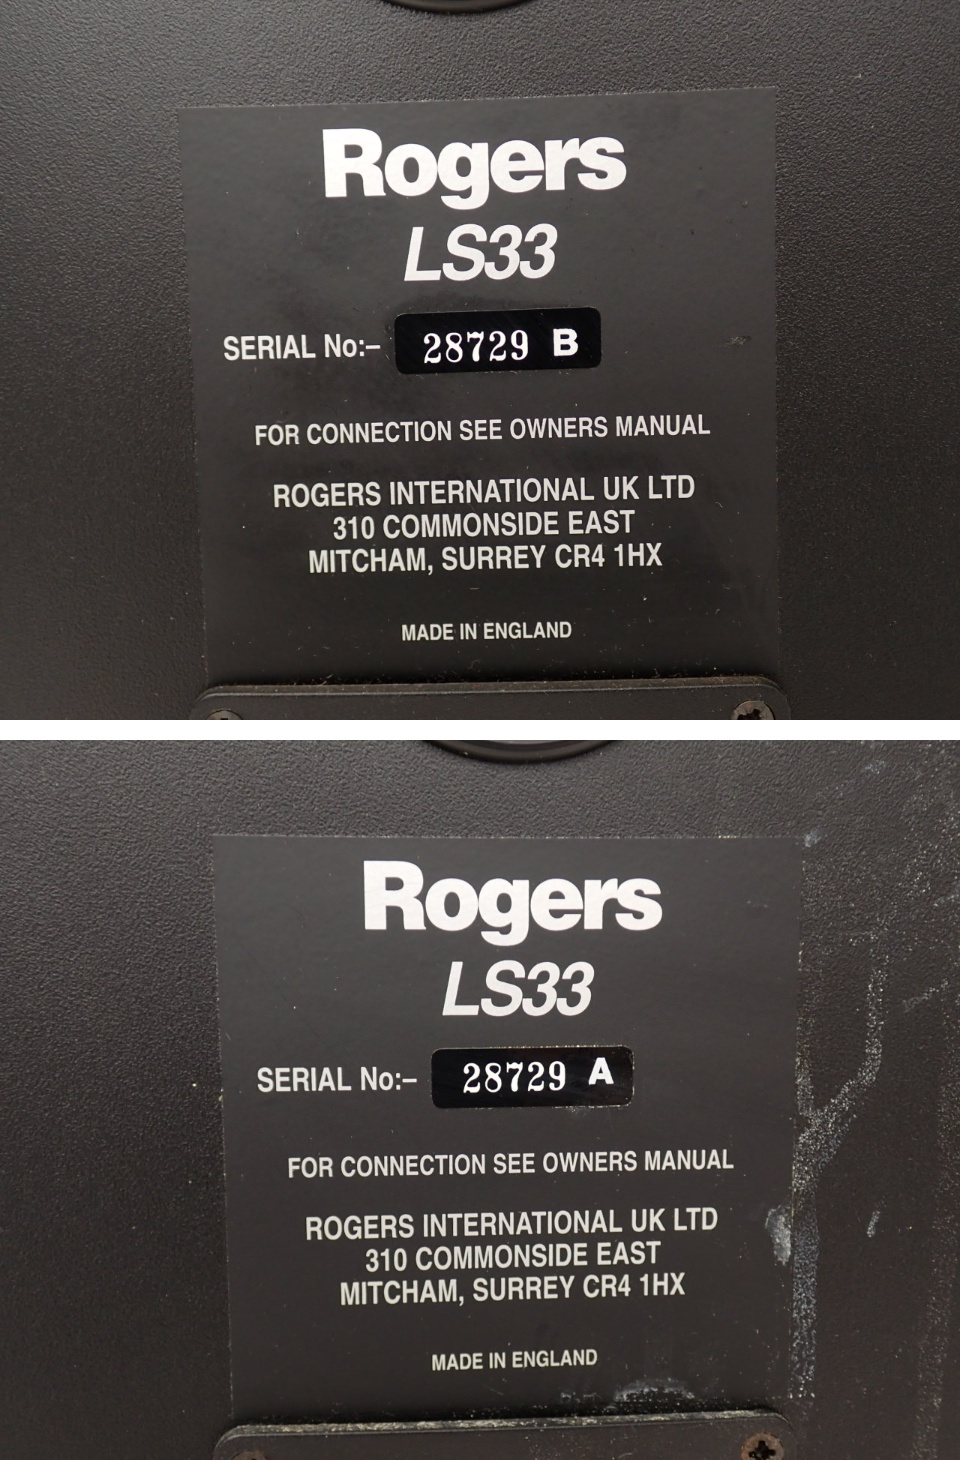 Rogers
LS33
SERIAL No:– 28729 B
FOR CONNECTION SEE OWNERS MANUAL
ROGERS INTERNATIONAL UK LTD
310 COMMONSIDE EAST
MITCHAM, SURREY CR4 1HX
MADE IN ENGLAND
Rogers
LS33
SERIAL No:– 28729 A
FOR CONNECTION SEE OWNERS MANUAL
ROGERS INTERNATIONAL UK LTD
310 COMMONSIDE EAST
MITCHAM, SURREY CR4 1HX
MADE IN ENGLAND